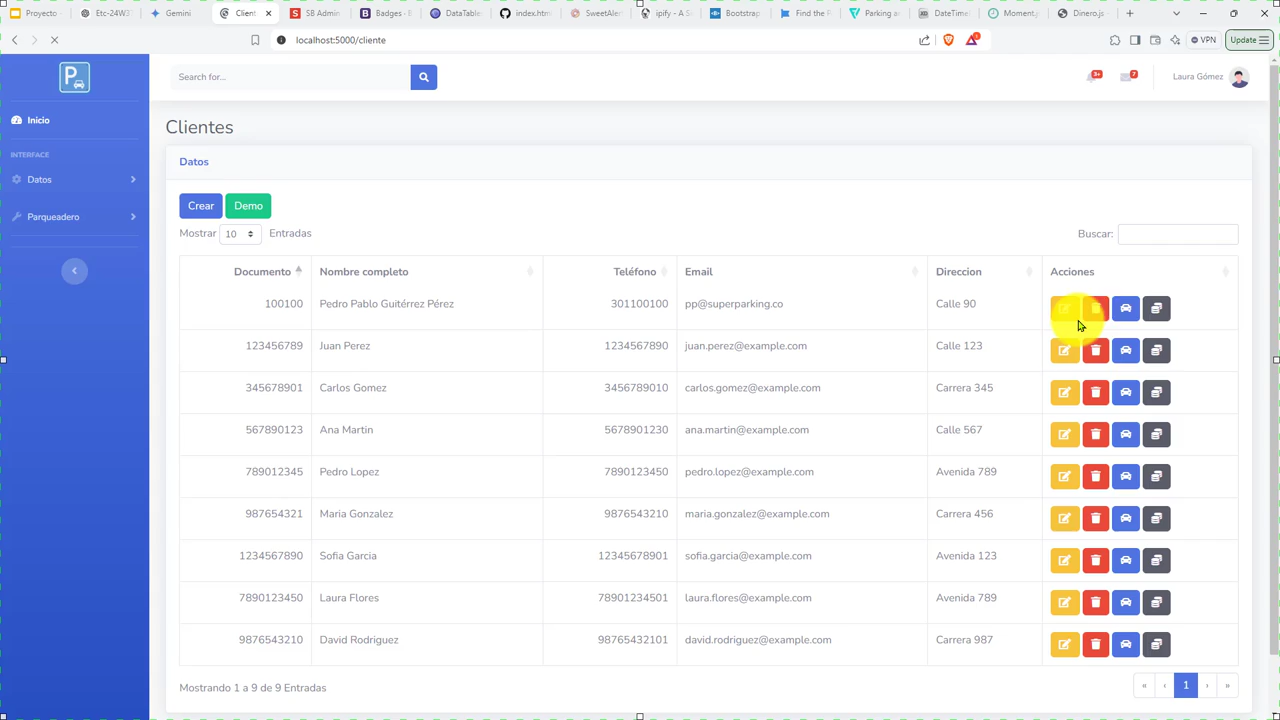 Proyecto
Etc-24W3
Gemini
Client
SB Admin
Badges - B
DataTable
index.htm
SweetAler
ipify - A S
Bootstrap
Find the F
Parking a
DateTime
Moment.j
Dinero.js
localhost:5000/cliente
VPN
Update
P
Search for...
3+
7
Laura Gómez
Inicio
INTERFACE
Datos
Parqueadero
Clientes
Datos
Crear Demo
Mostrar 10 Entradas
Buscar:
Documento Nombre completo Teléfono Email Direccion Acciones
100100 Pedro Pablo Guitérrez Pérez 301100100 pp@superparking.co Calle 90
123456789 Juan Perez 1234567890 juan.perez@example.com Calle 123
345678901 Carlos Gomez 3456789010 carlos.gomez@example.com Carrera 345
567890123 Ana Martin 5678901230 ana.martin@example.com Calle 567
789012345 Pedro Lopez 7890123450 pedro.lopez@example.com Avenida 789
987654321 Maria Gonzalez 9876543210 maria.gonzalez@example.com Carrera 456
1234567890 Sofia Garcia 12345678901 sofia.garcia@example.com Avenida 123
7890123450 Laura Flores 78901234501 laura.flores@example.com Avenida 789
9876543210 David Rodriguez 98765432101 david.rodriguez@example.com Carrera 987
Mostrando 1 a 9 de 9 Entradas
« ‹ 1 › »